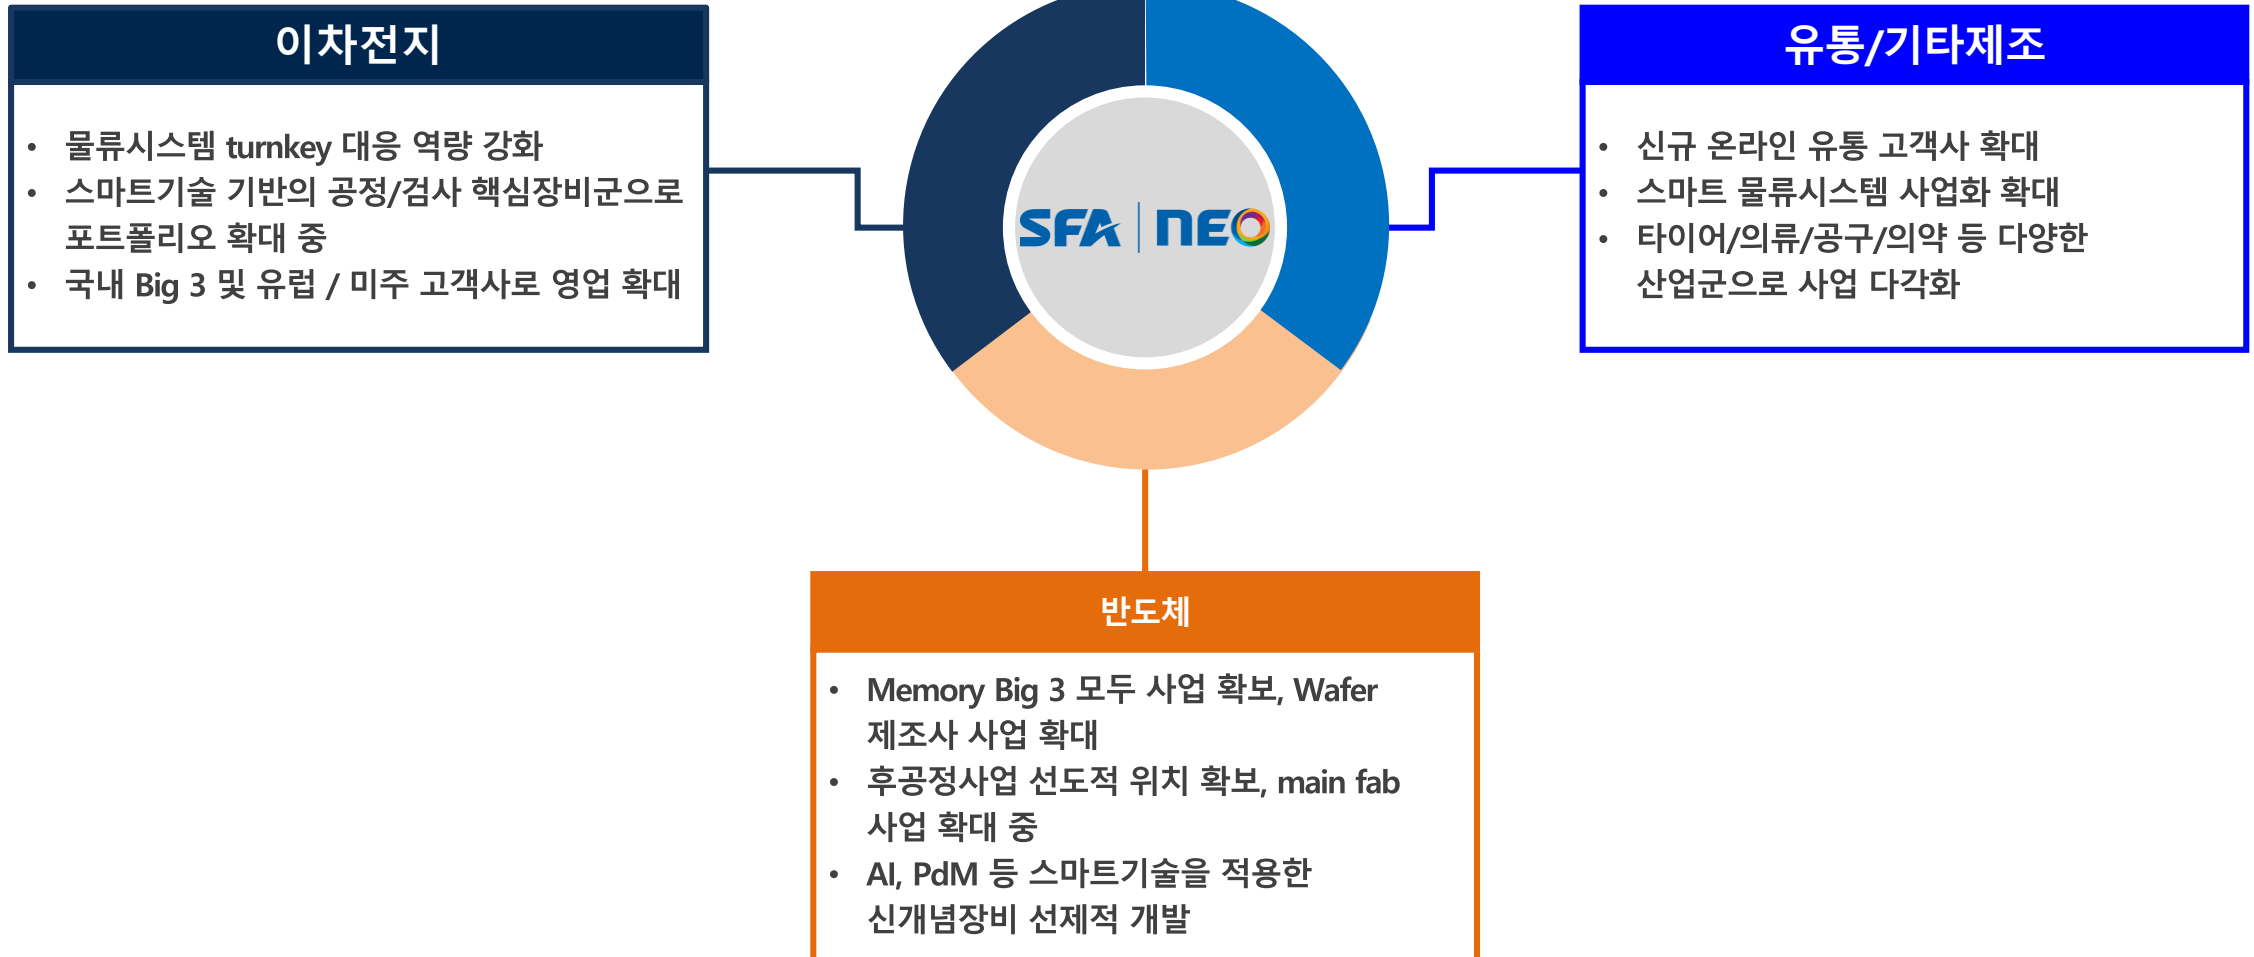 이차전지
• 물류시스템 turnkey 대응 역량 강화
• 스마트기술 기반의 공정/검사 핵심장비군으로
포트폴리오 확대 중
• 국내 Big 3 및 유럽 / 미주 고객사로 영업 확대
SFA | NEO
유통/기타제조
• 신규 온라인 유통 고객사 확대
• 스마트 물류시스템 사업화 확대
• 타이어/의류/공구/의약 등 다양한
산업군으로 사업 다각화
반도체
• Memory Big 3 모두 사업 확보, Wafer
제조사 사업 확대
• 후공정사업 선도적 위치 확보, main fab
사업 확대 중
• AI, PdM 등 스마트기술을 적용한
신개념장비 선제적 개발